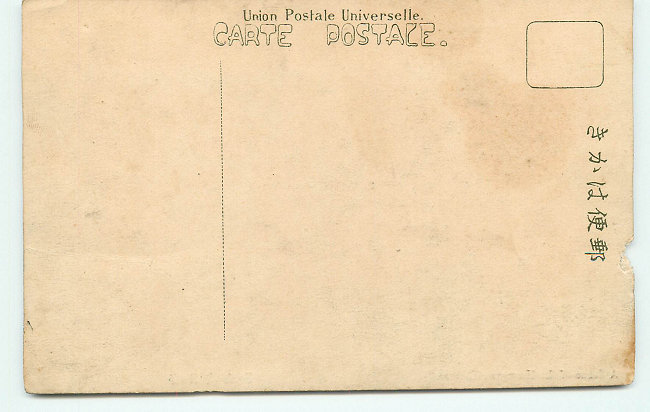 Union Postale Universelle.
CARTE POSTALE.
きかは便郵